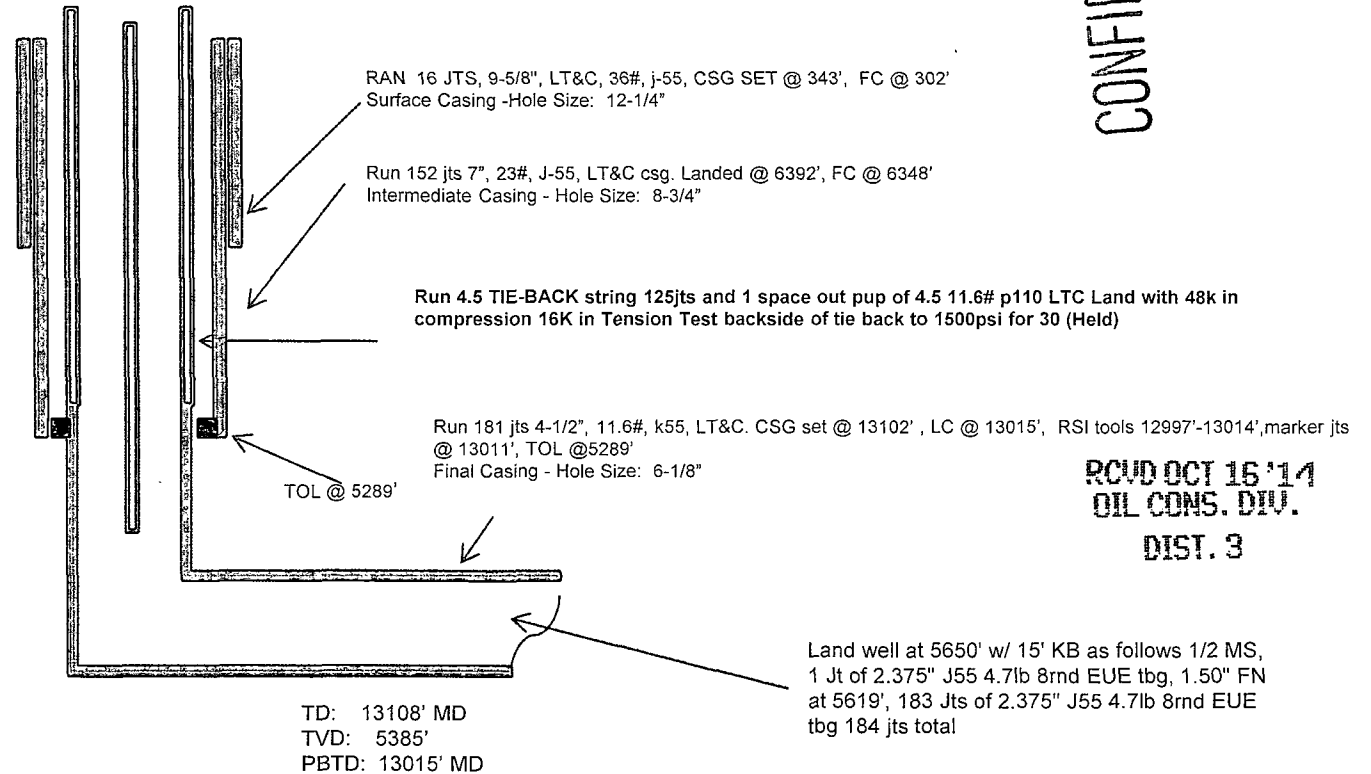 RAN 16 JTS, 9-5/8", LT&C, 36#, j-55, CSG SET @ 343', FC @ 302'
Surface Casing -Hole Size: 12-1/4"
Run 152 jts 7", 23#, J-55, LT&C csg. Landed @ 6392', FC @ 6348'
Intermediate Casing - Hole Size: 8-3/4"
Run 4.5 TIE-BACK string 125jts and 1 space out pup of 4.5 11.6# p110 LTC Land with 48k in
compression 16K in Tension Test backside of tie back to 1500psi for 30 (Held)
Run 181 jts 4-1/2", 11.6#, k55, LT&C. CSG set @ 13102' , LC @ 13015', RSI tools 12997'-13014',marker jts
@ 13011', TOL @5289'
Final Casing - Hole Size: 6-1/8"
TOL @ 5289'
RCVD OCT 16 '14
OIL CONS. DIV.
DIST. 3
Land well at 5650' w/ 15' KB as follows 1/2 MS,
1 Jt of 2.375" J55 4.7lb 8rnd EUE tbg, 1.50" FN
at 5619', 183 Jts of 2.375" J55 4.7lb 8rnd EUE
tbg 184 jts total
TD: 13108' MD
TVD: 5385'
PBTD: 13015' MD